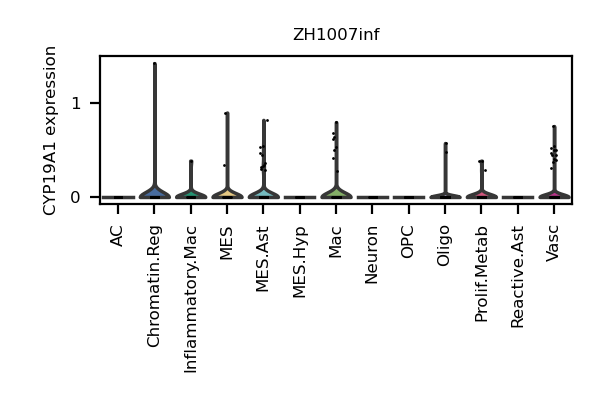 ZH1007inf
CYP19A1 expression
1
0
AC
Chromatin.Reg
Inflammatory.Mac
MES
MES.Ast
MES.Hyp
Mac
Neuron
OPC
Oligo
Prolif.Metab
Reactive.Ast
Vasc